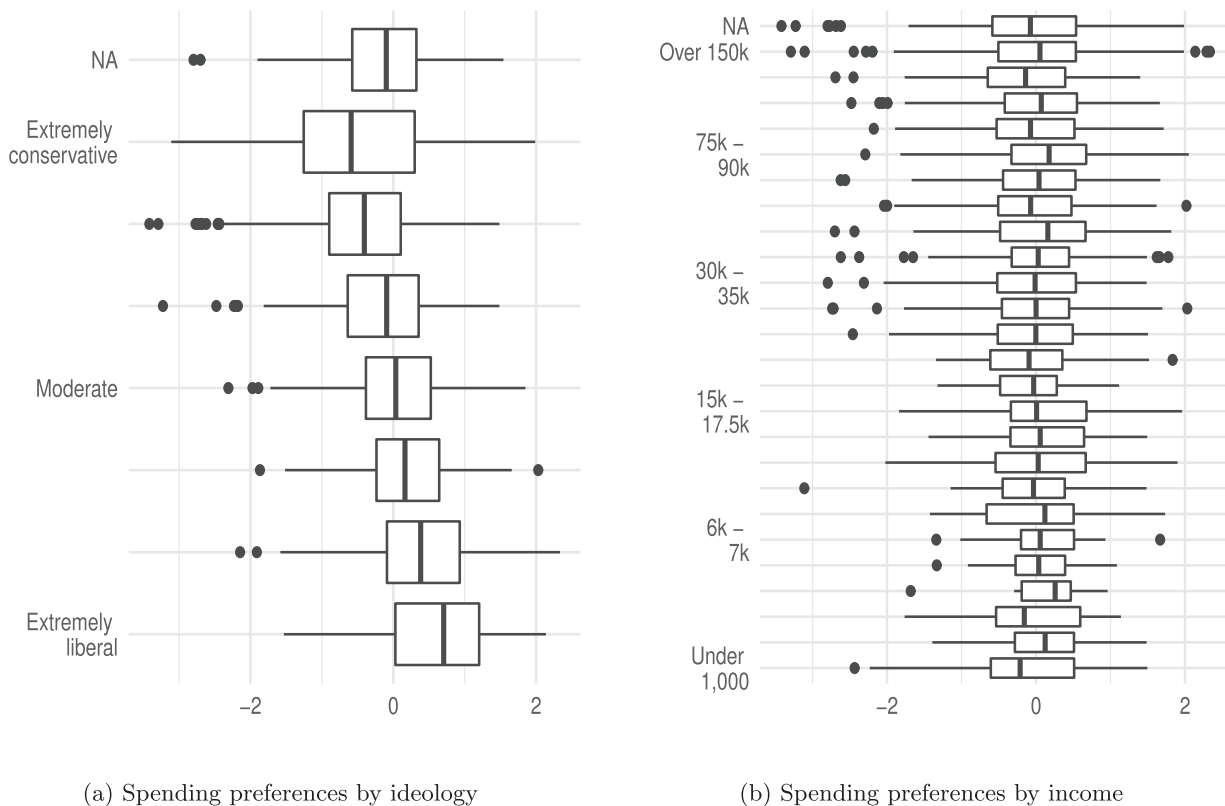 NA
Extremely
conservative
Moderate
Extremely
liberal
−2
0
2
(a) Spending preferences by ideology
NA
Over 150k
75k −
90k
30k −
35k
15k −
17.5k
6k −
7k
Under
1,000
−2
0
2
(b) Spending preferences by income